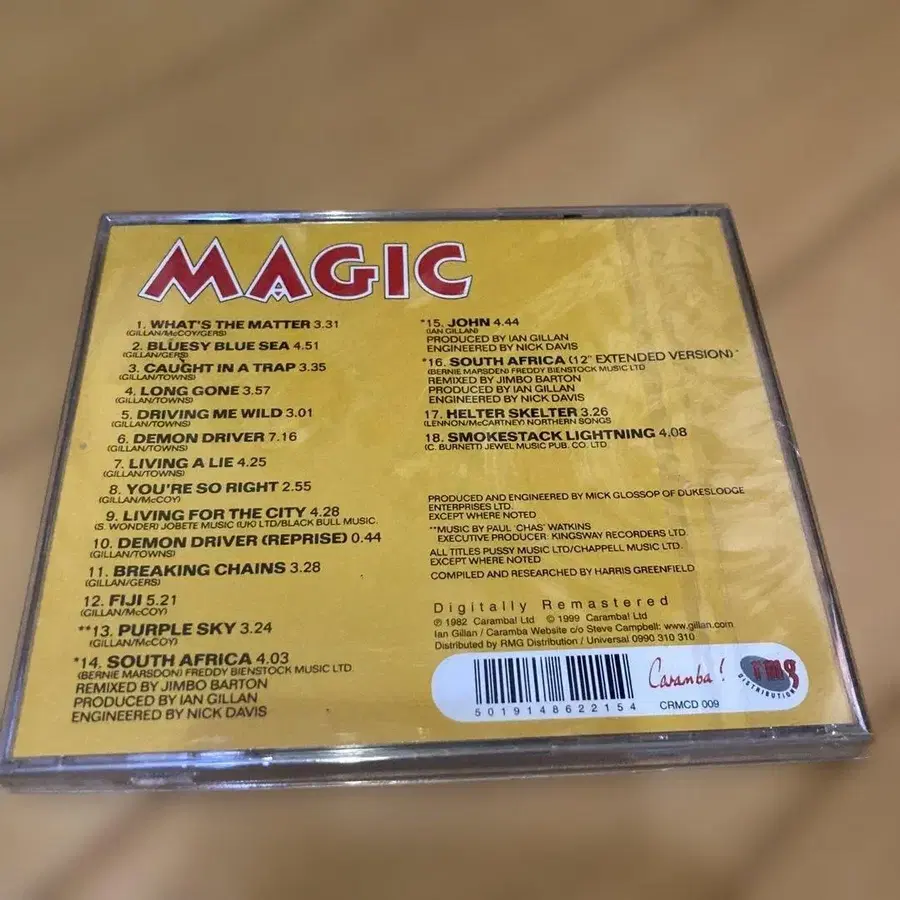 MAGIC
1. WHAT'S THE MATTER 3.31
(GILLAN/McCOY/GERS)
2. BLUESY BLUE SEA 4.51
(GILLAN/GERS)
3. CAUGHT IN A TRAP 3.35
(GILLAN/TOWNS)
4. LONG GONE 3.57
(GILLAN/TOWNS)
5. DRIVING ME WILD 3.01
(GILLAN/TOWNS)
6. DEMON DRIVER 7.16
(GILLAN/TOWNS)
7. LIVING A LIE 4.25
(GILLAN/TOWNS)
8. YOU'RE SO RIGHT 2.55
(GILLAN/McCOY)
9. LIVING FOR THE CITY 4.28
(S. WONDER) JOBETE MUSIC (UK) LTD/BLACK BULL MUSIC.
10. DEMON DRIVER (REPRISE) 0.44
(GILLAN/TOWNS)
11. BREAKING CHAINS 3.28
(GILLAN/GERS)
12. FIJI 5.21
(GILLAN/McCOY)
**13. PURPLE SKY 3.24
(GILLAN/McCOY)
*14. SOUTH AFRICA 4.03
(BERNIE MARSDON) FREDDY BIENSTOCK MUSIC LTD.
REMIXED BY JIMBO BARTON
PRODUCED BY IAN GILLAN
ENGINEERED BY NICK DAVIS
*15. JOHN 4.44
(IAN GILLAN)
PRODUCED BY IAN GILLAN
ENGINEERED BY NICK DAVIS
*16. SOUTH AFRICA (12" EXTENDED VERSION)
(BERNIE MARSDEN) FREDDY BIENSTOCK MUSIC LTD
REMIXED BY JIMBO BARTON
PRODUCED BY IAN GILLAN
ENGINEERED BY NICK DAVIS
17. HELTER SKELTER 3.26
(LENNON/McCARTNEY) NORTHERN SONGS
18. SMOKESTACK LIGHTNING 4.08
(C. BURNETT) JEWEL MUSIC PUB. CO. LTD
PRODUCED AND ENGINEERED BY MICK GLOSSOP OF DUKESLODGE
ENTERPRISES LTD.
EXCEPT WHERE NOTED
**MUSIC BY PAUL 'CHAS' WATKINS
EXECUTIVE PRODUCER: KINGSWAY RECORDERS LTD.
ALL TITLES PUSSY MUSIC LTD/CHAPPELL MUSIC LTD.
EXCEPT WHERE NOTED
COMPILED AND RESEARCHED BY HARRIS GREENFIELD
Digitally Remastered
℗ 1982 Caramba! Ltd © 1999 Caramba! Ltd
Ian Gillan / Caramba Website c/o Steve Campbell: www.gillan.com
Distributed by RMG Distribution / Universal 0990 310 310
5019148622154
Caramba!
CRMCD 009
rmg
DISTRIBUTION